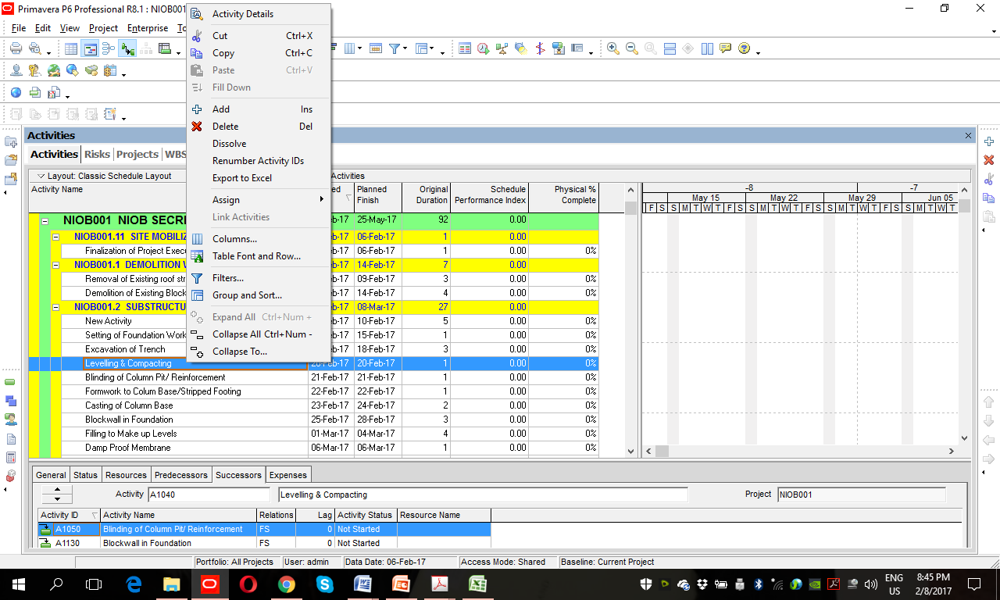 Primavera P6 Professional R8.1 : NIOB001
File Edit View Project Enterprise
Activity Details
Cut Ctrl+X
Copy Ctrl+C
Paste Ctrl+V
Fill Down
Add Ins
Delete Del
Dissolve
Renumber Activity IDs
Export to Excel
Assign
Link Activities
Columns...
Table Font and Row...
Filters...
Group and Sort...
Expand All Ctrl+Num +
Collapse All Ctrl+Num -
Collapse To...
Activities
Activities Risks Projects WBS
Layout: Classic Schedule Layout
Activities
Activity Name Planned Finish Original Duration Schedule Performance Index Physical % Complete
-8 -7
May 15 May 22 May 29 Jun 05
F S S M T W T F S S M T W T F S S M T W T F S S M T W T
NIOB001 NIOB SECRE 25-May-17 92 0.00
NIOB001.11 SITE MOBILIZ 06-Feb-17 1 0.00
Finalization of Project Execu 06-Feb-17 1 0.00 0%
NIOB001.1 DEMOLITION W 14-Feb-17 7 0.00
Removal of Existing roof str 09-Feb-17 3 0.00 0%
Demolition of Existing Block 14-Feb-17 4 0.00 0%
NIOB001.2 SUBSTRUCTU 08-Mar-17 27 0.00
New Activity 10-Feb-17 5 0.00 0%
Setting of Foundation Work 15-Feb-17 1 0.00 0%
Excavation of Trench 18-Feb-17 3 0.00 0%
Levelling & Compacting 20-Feb-17 20-Feb-17 1 0.00 0%
Blinding of Column Pit/ Reinforcement 21-Feb-17 21-Feb-17 1 0.00 0%
Formwork to Colum Base/Stripped Footing 22-Feb-17 22-Feb-17 1 0.00 0%
Casting of Column Base 23-Feb-17 24-Feb-17 2 0.00 0%
Blockwall in Foundation 25-Feb-17 28-Feb-17 3 0.00 0%
Filling to Make up Levels 01-Mar-17 04-Mar-17 4 0.00 0%
Damp Proof Membrane 06-Mar-17 06-Mar-17 1 0.00 0%
General Status Resources Predecessors Successors Expenses
Activity A1040 Levelling & Compacting Project NIOB001
Activity ID Activity Name Relations Lag Activity Status Resource Name
A1050 Blinding of Column Pit/ Reinforcement FS 0 Not Started
A1130 Blockwall in Foundation FS 0 Not Started
Portfolio: All Projects User: admin Data Date: 06-Feb-17 Access Mode: Shared Baseline: Current Project
ENG 8:45 PM
US 2/8/2017